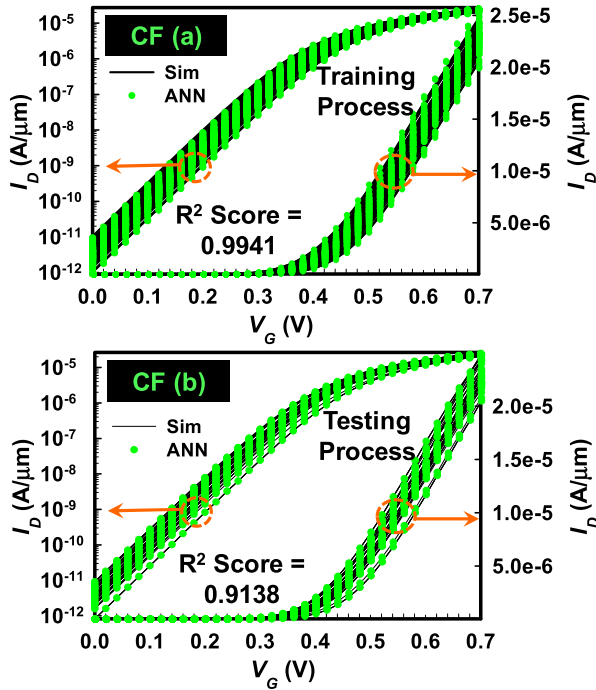 CF (a)
Sim
ANN
Training
Process
R² Score =
0.9941
10⁻⁵
10⁻⁶
10⁻⁷
10⁻⁸
10⁻⁹
10⁻¹⁰
10⁻¹¹
10⁻¹²
I_D (A/μm)
2.5e-5
2.0e-5
1.5e-5
1.0e-5
5.0e-6
I_D (A/μm)
0.0 0.1 0.2 0.3 0.4 0.5 0.6 0.7
V_G (V)
CF (b)
Sim
ANN
Testing
Process
R² Score =
0.9138
10⁻⁵
10⁻⁶
10⁻⁷
10⁻⁸
10⁻⁹
10⁻¹⁰
10⁻¹¹
10⁻¹²
I_D (A/μm)
2.0e-5
1.5e-5
1.0e-5
5.0e-6
I_D (A/μm)
0.0 0.1 0.2 0.3 0.4 0.5 0.6 0.7
V_G (V)